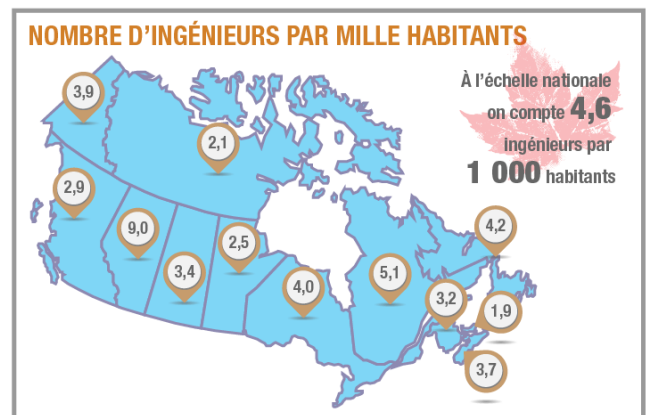 NOMBRE D'INGÉNIEURS PAR MILLE HABITANTS
À l'échelle nationale
on compte 4,6
ingénieurs par
1 000 habitants
3,9
2,1
2,9
9,0
3,4
2,5
4,0
5,1
4,2
3,2
1,9
3,7